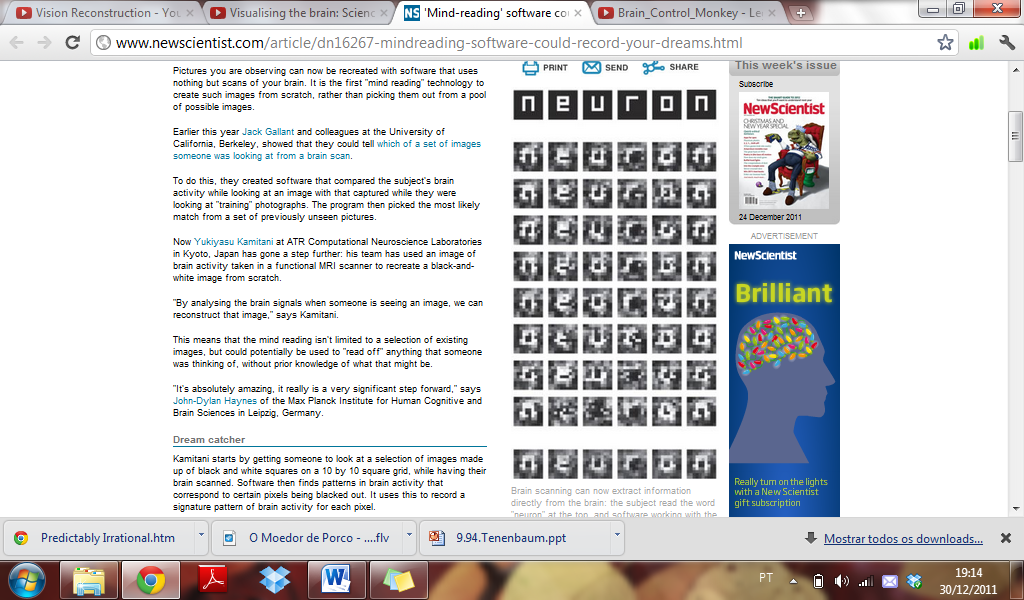 Vision Reconstruction - You
Visualising the brain: Scienc
NS 'Mind-reading' software co
Brain_Control_Monkey - Le
www.newscientist.com/article/dn16267-mindreading-software-could-record-your-dreams.html
Pictures you are observing can now be recreated with software that uses
nothing but scans of your brain. It is the first "mind reading" technology to
create such images from scratch, rather than picking them out from a pool
of possible images.
Earlier this year Jack Gallant and colleagues at the University of
California, Berkeley, showed that they could tell which of a set of images
someone was looking at from a brain scan.
To do this, they created software that compared the subject's brain
activity while looking at an image with that captured while they were
looking at "training" photographs. The program then picked the most likely
match from a set of previously unseen pictures.
Now Yukiyasu Kamitani at ATR Computational Neuroscience Laboratories
in Kyoto, Japan has gone a step further: his team has used an image of
brain activity taken in a functional MRI scanner to recreate a black-and-
white image from scratch.
"By analysing the brain signals when someone is seeing an image, we can
reconstruct that image," says Kamitani.
This means that the mind reading isn't limited to a selection of existing
images, but could potentially be used to "read off" anything that someone
was thinking of, without prior knowledge of what that might be.
"It's absolutely amazing, it really is a very significant step forward," says
John-Dylan Haynes of the Max Planck Institute for Human Cognitive and
Brain Sciences in Leipzig, Germany.
Dream catcher
Kamitani starts by getting someone to look at a selection of images made
up of black and white squares on a 10 by 10 square grid, while having their
brain scanned. Software then finds patterns in brain activity that
correspond to certain pixels being blacked out. It uses this to record a
signature pattern of brain activity for each pixel.
PRINT SEND SHARE
neuron
Brain scanning can now extract information
directly from the brain: the subject read the word
"neuron" at the top, and software working with the
This week's issue
Subscribe
NewScientist
CHRISTMAS AND
NEW YEAR SPECIAL
24 December 2011
ADVERTISEMENT
NewScientist
Brilliant
Really turn on the lights
with a New Scientist
gift subscription
Predictably Irrational.htm
O Moedor de Porco - ....flv
9.94.Tenenbaum.ppt
Mostrar todos os downloads...
PT
19:14
30/12/2011